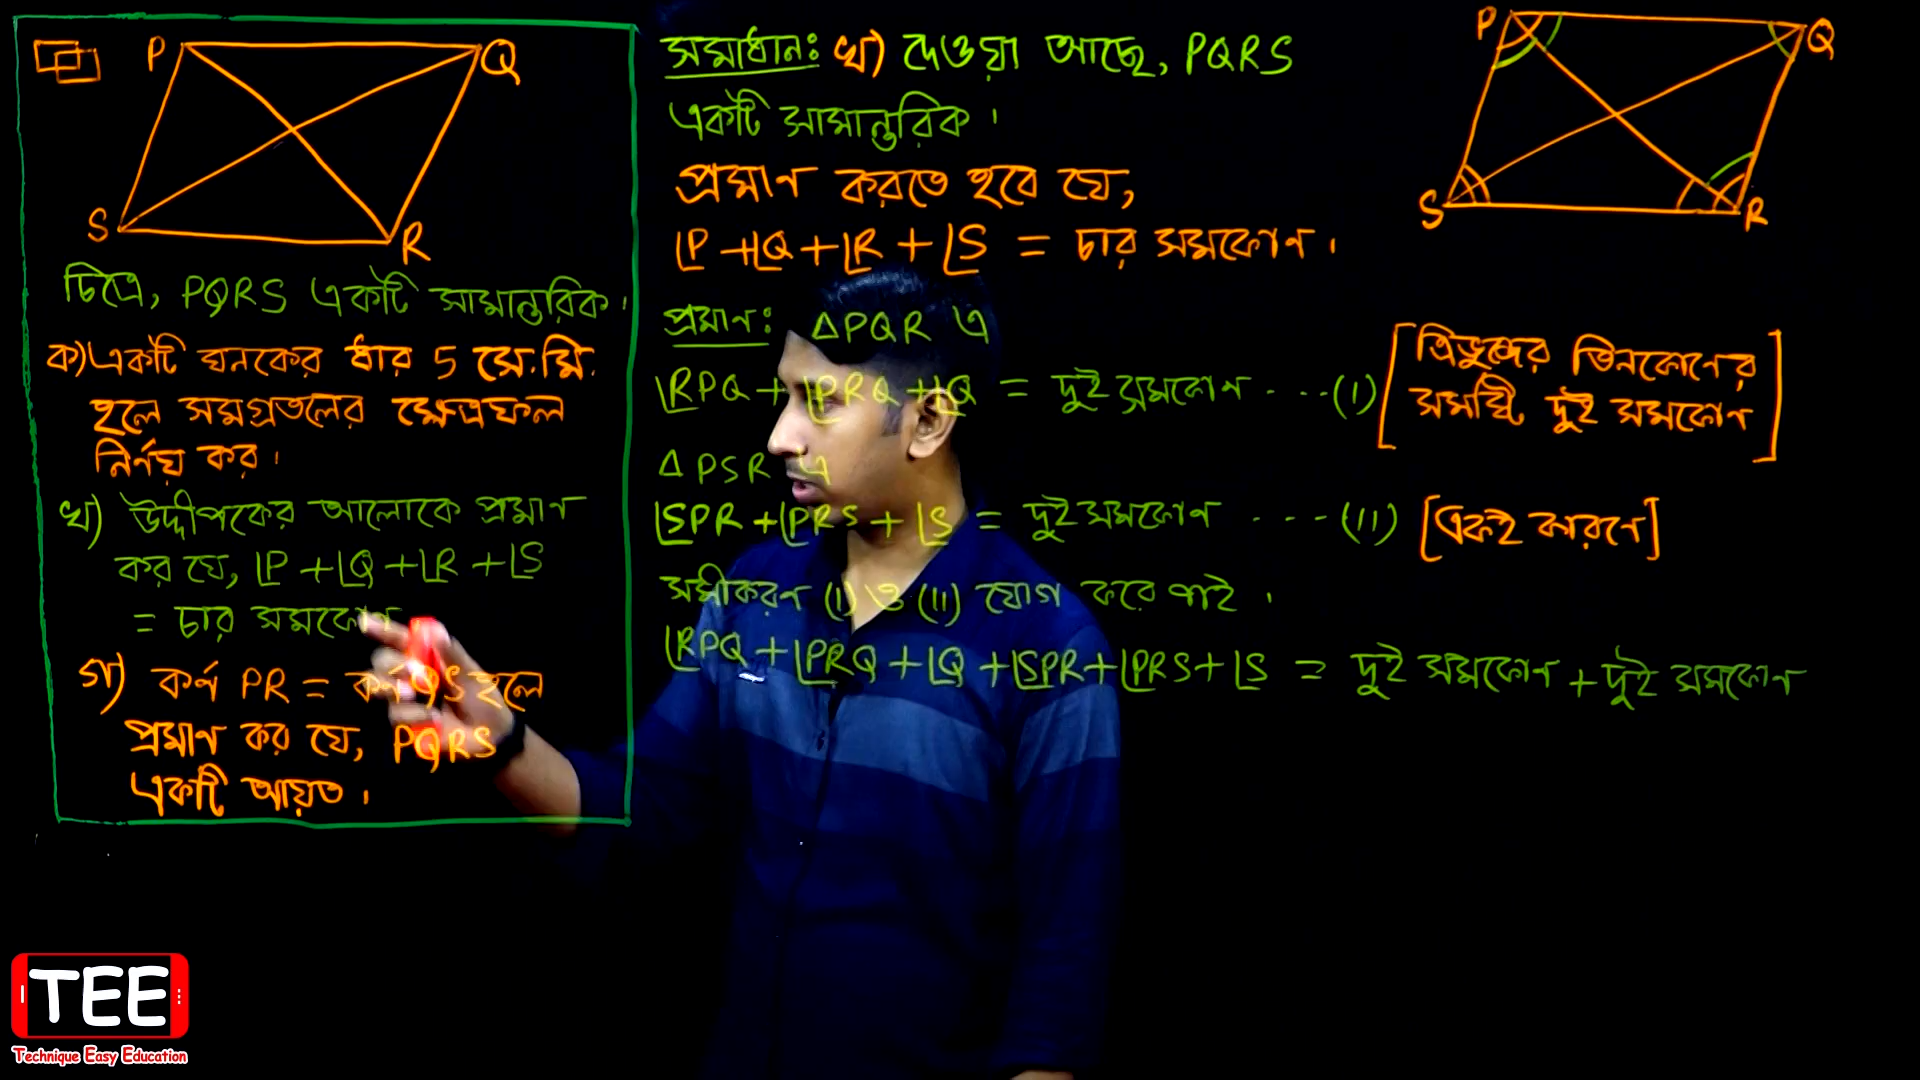 P
Q
S
R
চিত্রে, PQRS একটি সামান্তরিক।
ক) একটি ঘনকের ধার 5 সে.মি.
হলে সমগ্রতলের ক্ষেত্রফল
নির্ণয় কর।
খ) উদ্দীপকের আলোকে প্রমাণ
কর যে, ∠P +∠Q +∠R +∠S
= চার সমকোণ
গ) কর্ণ PR = কর্ণ QS হলে
প্রমাণ কর যে, PQRS
একটি আয়ত।
সমাধানঃ খ) দেওয়া আছে, PQRS
একটি সামান্তরিক।
প্রমাণ করতে হবে যে,
∠P +∠Q +∠R + ∠S = চার সমকোণ।
প্রমাণঃ ΔPQR এ
∠RPQ + ∠PRQ +∠Q = দুই সমকোণ - - - (I) [ত্রিভুজের তিনকোণের
সমষ্টি দুই সমকোণ]
Δ PSR এ
∠SPR +∠PRS + ∠S = দুই সমকোণ - - - (II) [একই কারণে]
সমীকরণ (I) ও (II) যোগ করে পাই।
∠RPQ +∠PRQ +∠Q +∠SPR+∠PRS+∠S = দুই সমকোণ + দুই সমকোণ
P
Q
S
R
TEE
Technique Easy Education